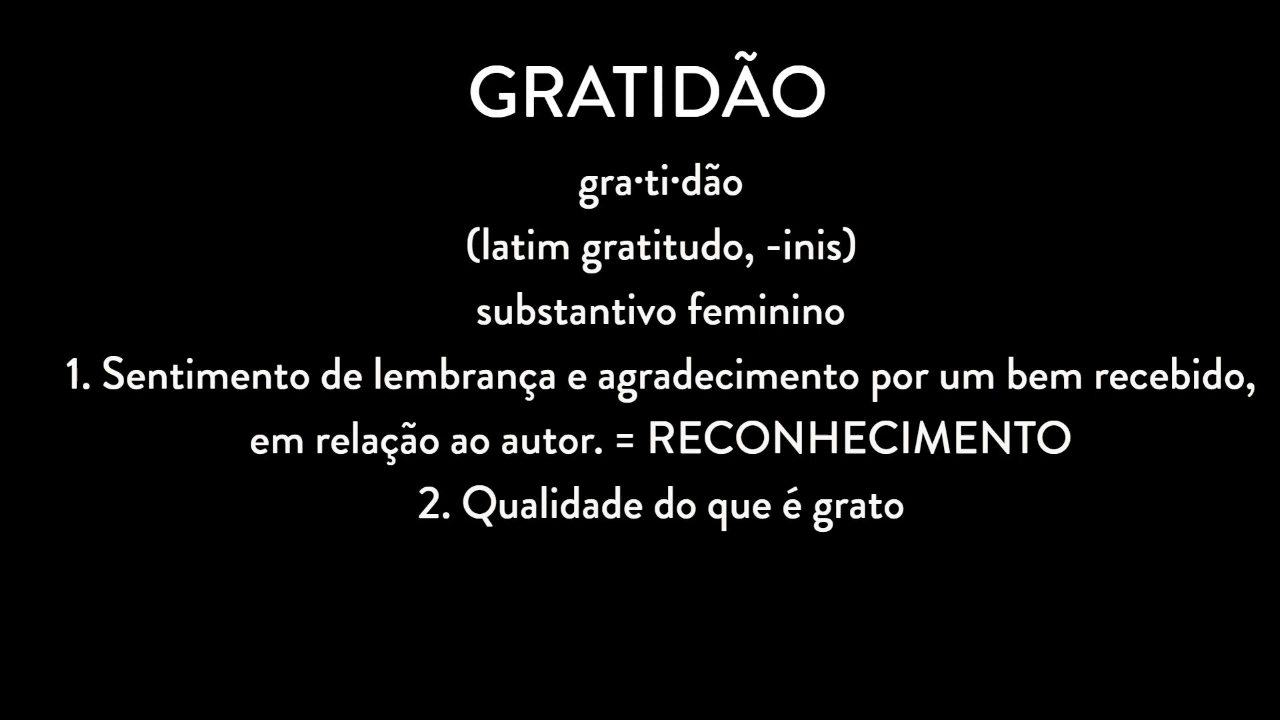 GRATIDÃO
gra·ti·dão
(latim gratitudo, -inis)
substantivo feminino
1. Sentimento de lembrança e agradecimento por um bem recebido,
em relação ao autor. = RECONHECIMENTO
2. Qualidade do que é grato